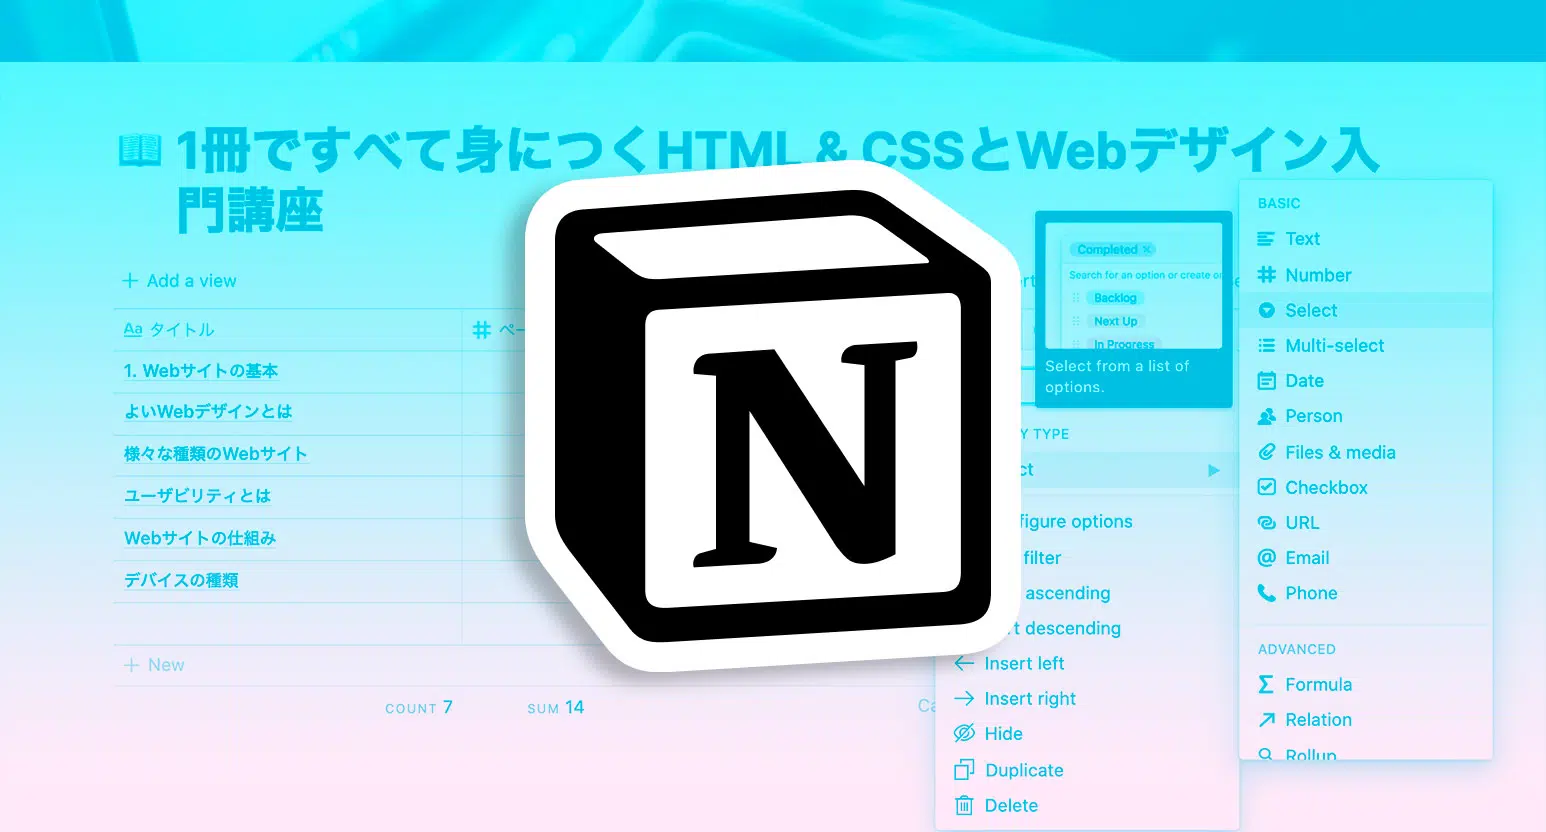 1冊ですべて身につくHTML & CSSとWebデザイン入
門講座
+ Add a view
Aa タイトル
# ペー
1. Webサイトの基本
よいWebデザインとは
様々な種類のWebサイト
ユーザビリティとは
Webサイトの仕組み
デバイスの種類
+ New
COUNT 7
SUM 14
N
Completed ×
Search for an option or create
Backlog
Next Up
In Progress
Select from a list of
options.
TYPE
options
filter
ascending
descending
Insert left
Insert right
Hide
Duplicate
Delete
BASIC
Text
Number
Select
Multi-select
Date
Person
Files & media
Checkbox
URL
Email
Phone
ADVANCED
Formula
Relation
Rollup